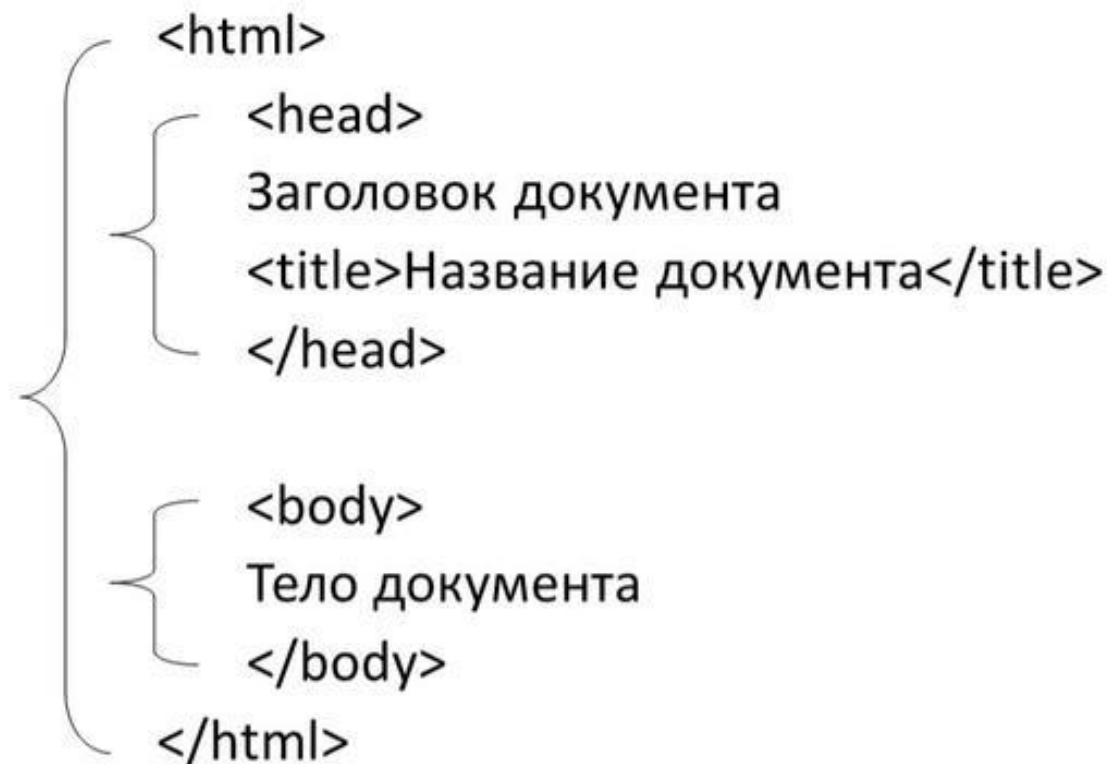 <html>
<head>
Заголовок документа
<title>Название документа</title>
</head>
<body>
Тело документа
</body>
</html>